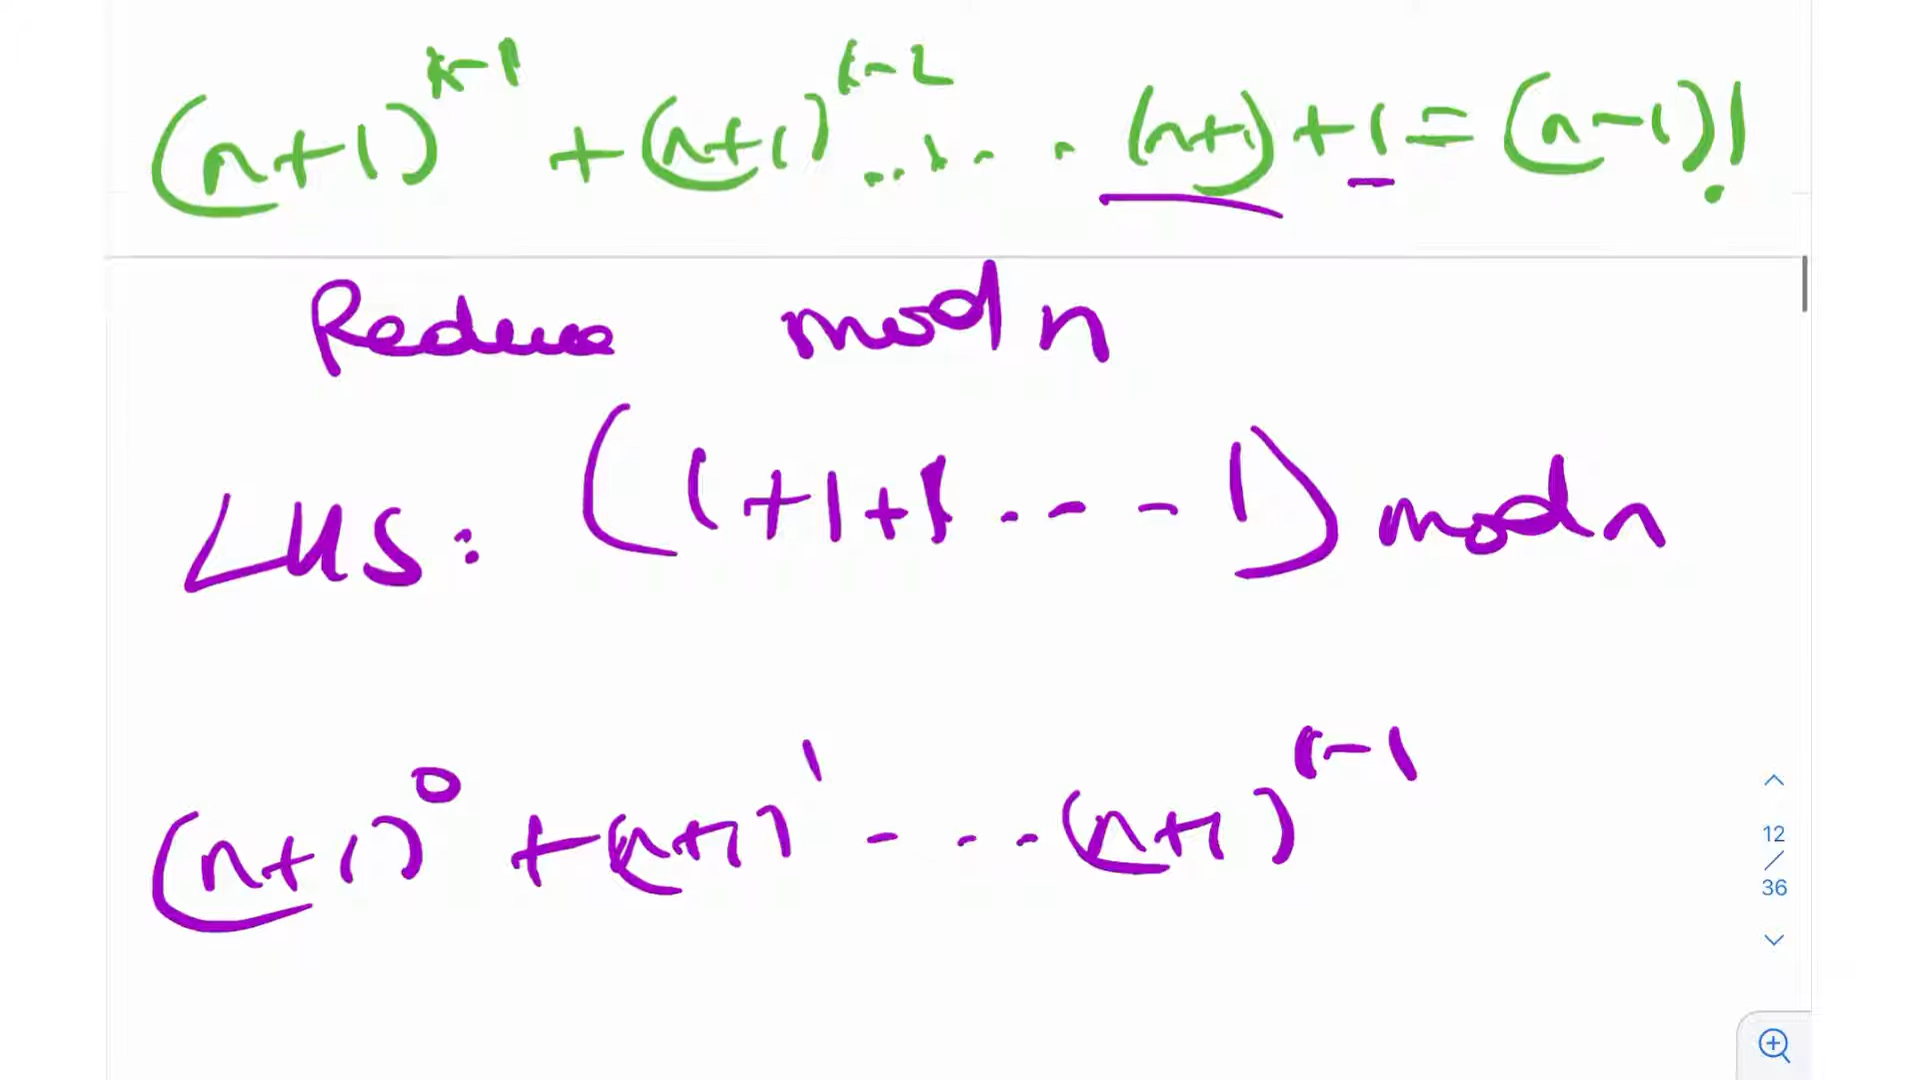 (n+1)^{k-1} + (n+1)^{k-2} ..... (n+1) + 1 = (n-1)!
Reduce mod n
LHS: (1+1+1 ... 1) mod n
(n+1)^0 + (n+1)^1 ... (n+1)^{k-1}
12
/
36